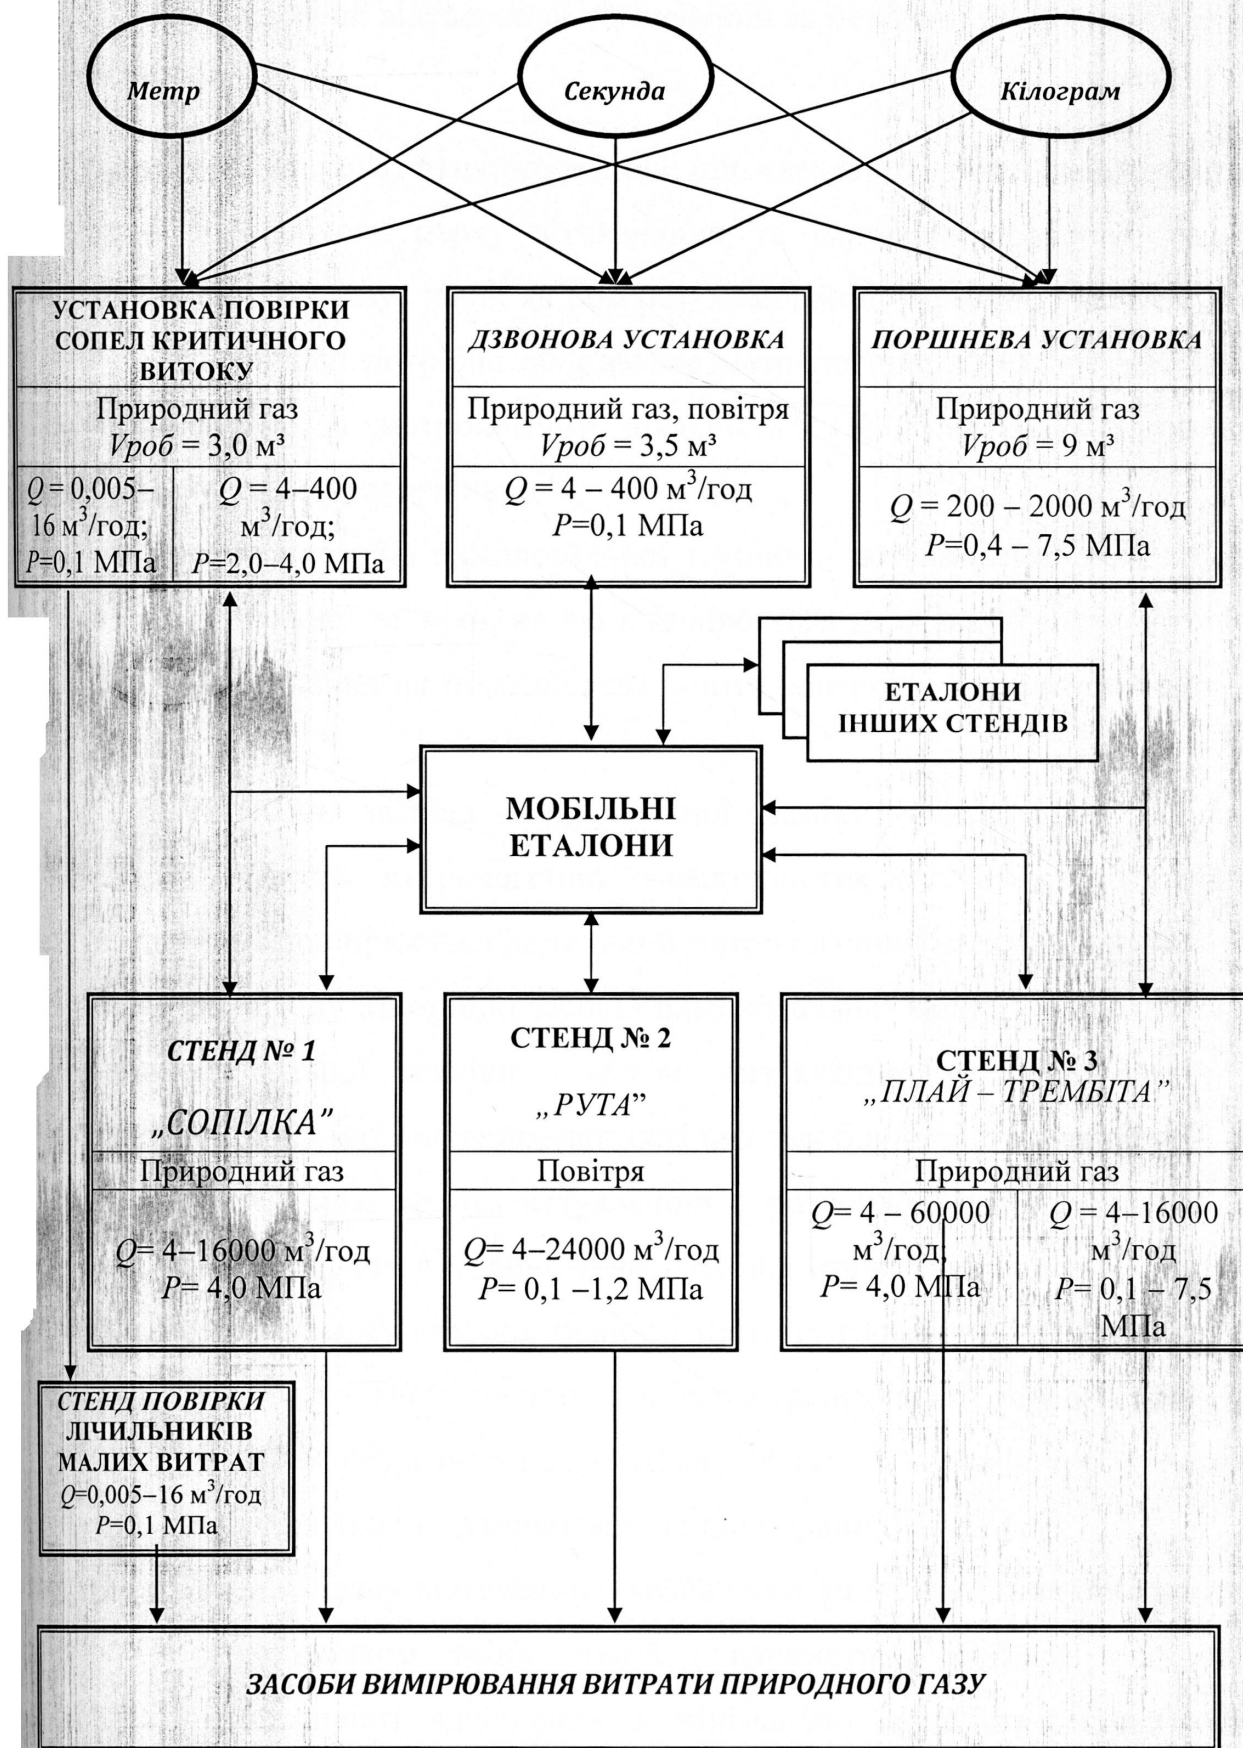 Метр
Секунда
Кілограм
УСТАНОВКА ПОВІРКИ
СОПЕЛ КРИТИЧНОГО
ВИТОКУ
Природний газ
Vроб = 3,0 м³
Q = 0,005–
16 м³/год;
P=0,1 МПа
Q = 4–400
м³/год;
P=2,0–4,0 МПа
ДЗВОНОВА УСТАНОВКА
Природний газ, повітря
Vроб = 3,5 м³
Q = 4 – 400 м³/год
P=0,1 МПа
ПОРШНЕВА УСТАНОВКА
Природний газ
Vроб = 9 м³
Q = 200 – 2000 м³/год
P=0,4 – 7,5 МПа
ЕТАЛОНИ
ІНШИХ СТЕНДІВ
МОБІЛЬНІ
ЕТАЛОНИ
СТЕНД № 1
„СОПІЛКА”
Природний газ
Q= 4–16000 м³/год
P= 4,0 МПа
СТЕНД № 2
„РУТА”
Повітря
Q= 4–24000 м³/год
P= 0,1 –1,2 МПа
СТЕНД № 3
„ПЛАЙ – ТРЕМБІТА”
Природний газ
Q= 4 – 60000
м³/год;
P= 4,0 МПа
Q = 4–16000
м³/год
P= 0,1 – 7,5
МПа
СТЕНД ПОВІРКИ
ЛІЧИЛЬНИКІВ
МАЛИХ ВИТРАТ
Q=0,005–16 м³/год
P=0,1 МПа
ЗАСОБИ ВИМІРЮВАННЯ ВИТРАТИ ПРИРОДНОГО ГАЗУ